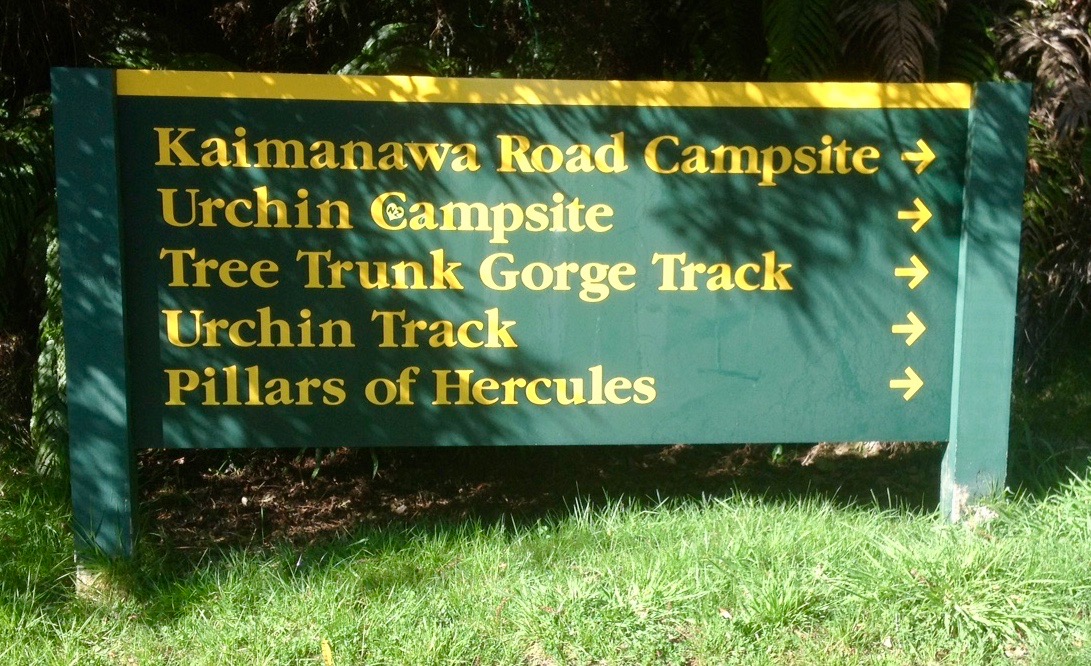 Kaimanawa Road Campsite →
Urchin Campsite →
Tree Trunk Gorge Track →
Urchin Track →
Pillars of Hercules →